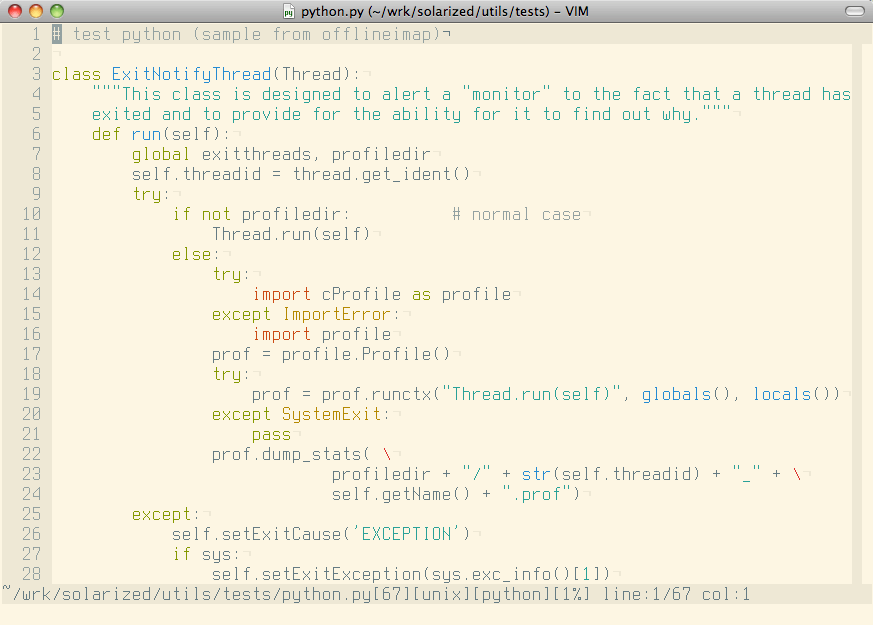 python.py (~/wrk/solarized/utils/tests) – VIM
1 # test python (sample from offlineimap)¬
2 ¬
3 class ExitNotifyThread(Thread):¬
4     """This class is designed to alert a "monitor" to the fact that a thread has
5     exited and to provide for the ability for it to find out why."""¬
6     def run(self):¬
7         global exitthreads, profiledir¬
8         self.threadid = thread.get_ident()¬
9         try:¬
10             if not profiledir:          # normal case¬
11                 Thread.run(self)¬
12             else:¬
13                 try:¬
14                     import cProfile as profile¬
15                 except ImportError:¬
16                     import profile¬
17                 prof = profile.Profile()¬
18                 try:¬
19                     prof = prof.runctx("Thread.run(self)", globals(), locals())¬
20                 except SystemExit:¬
21                     pass¬
22                 prof.dump_stats( \¬
23                             profiledir + "/" + str(self.threadid) + "_" + \¬
24                             self.getName() + ".prof")¬
25         except:¬
26             self.setExitCause('EXCEPTION')¬
27             if sys:¬
28                 self.setExitException(sys.exc_info()[1])¬
~/wrk/solarized/utils/tests/python.py[67][unix][python][1%] line:1/67 col:1